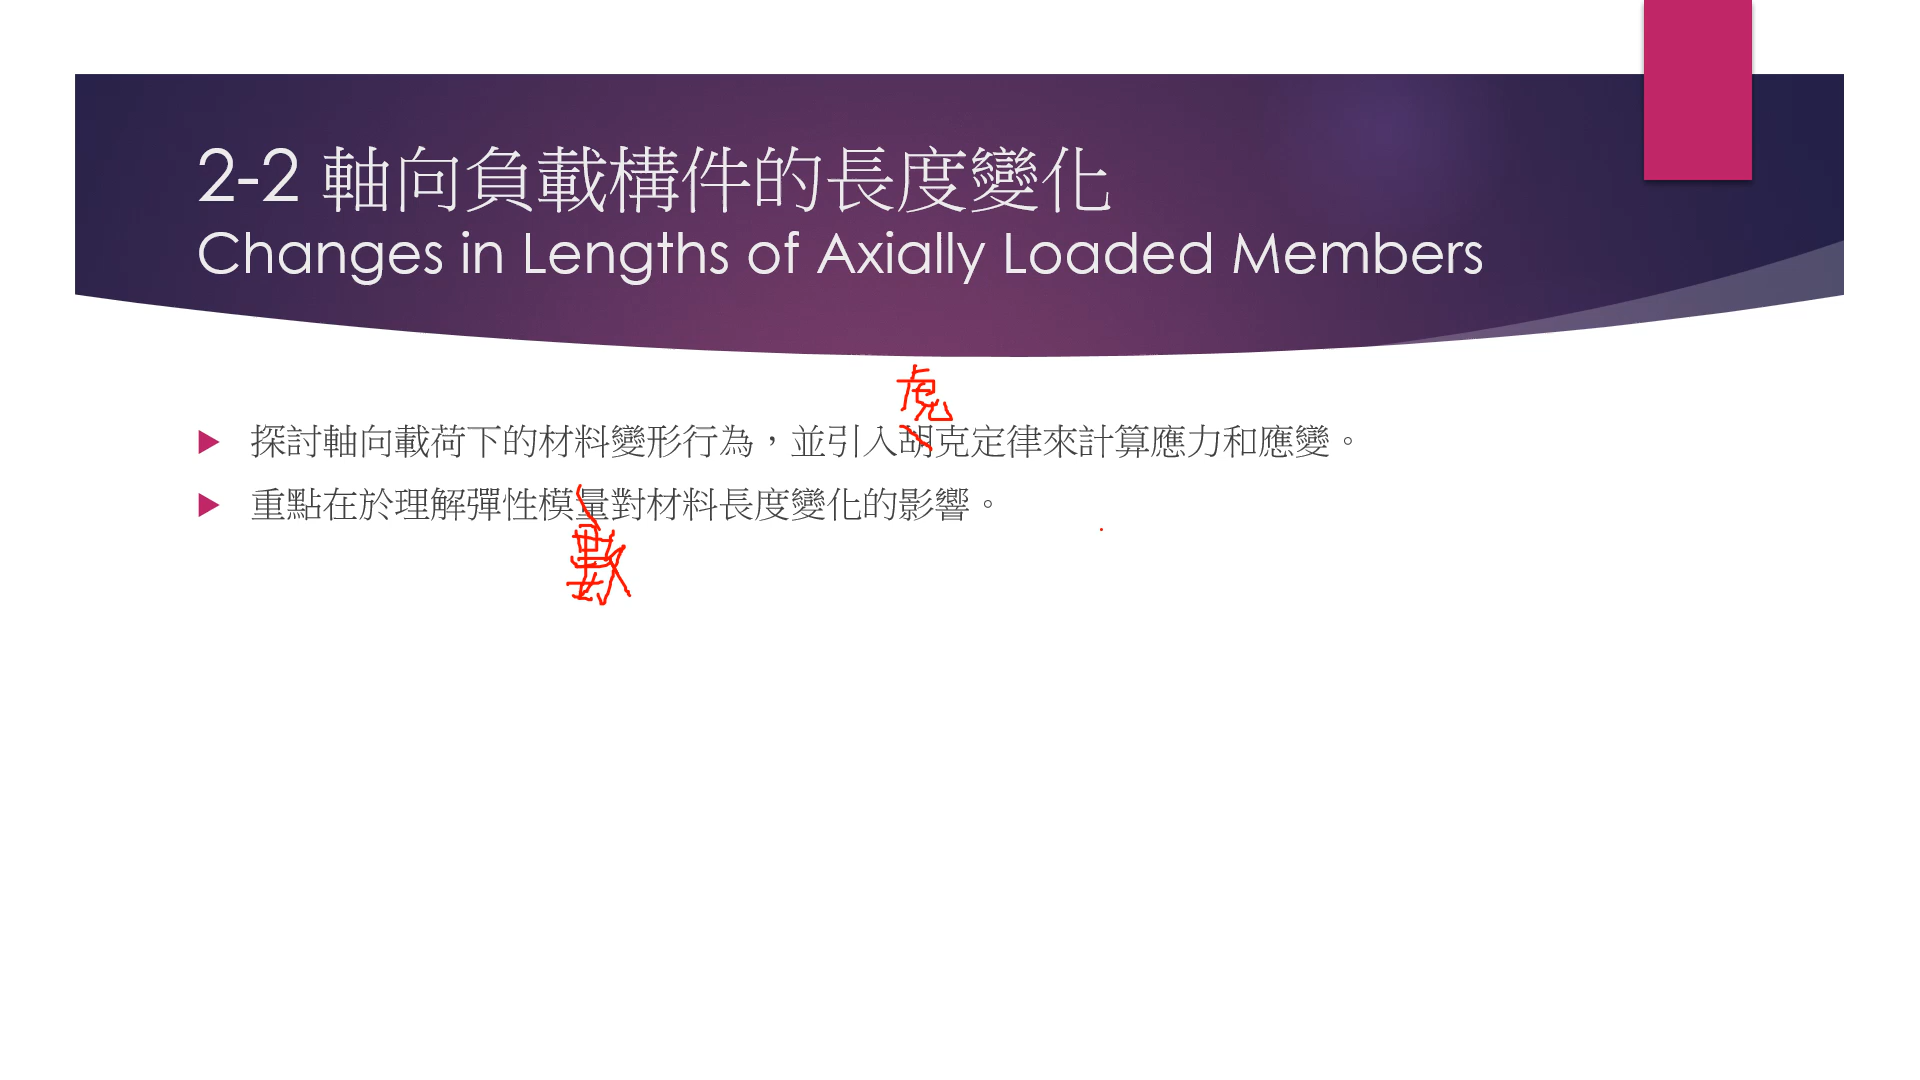 2-2 軸向負載構件的長度變化
Changes in Lengths of Axially Loaded Members
虎
探討軸向載荷下的材料變形行為，並引入胡克定律來計算應力和應變。
重點在於理解彈性模量對材料長度變化的影響。
數